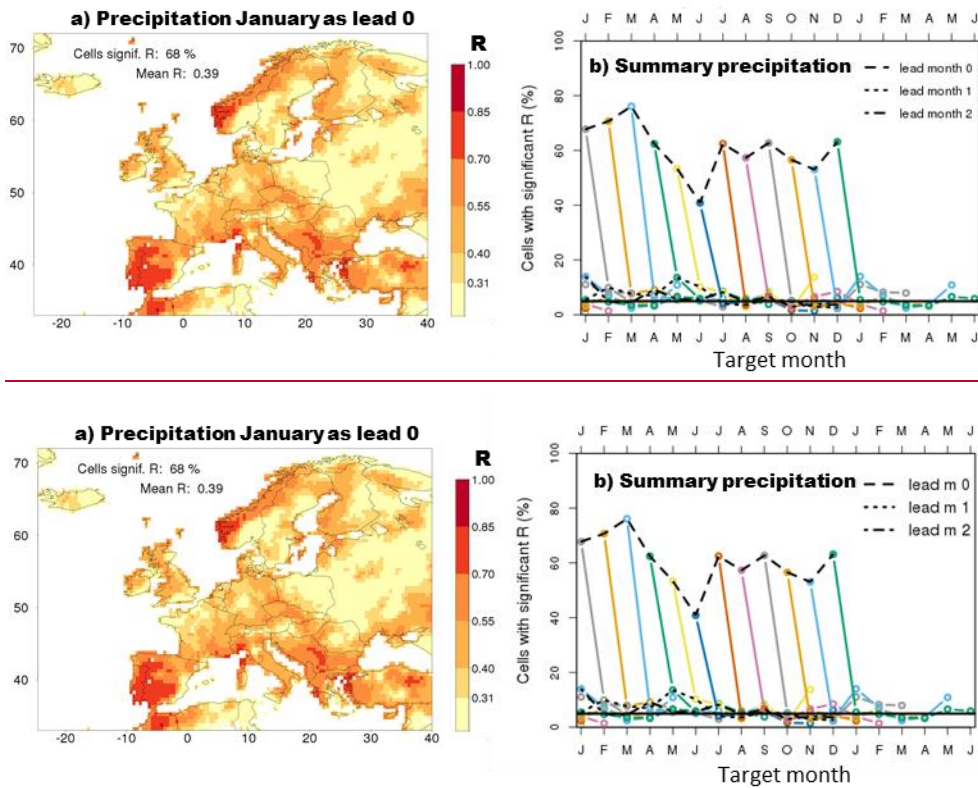 a) Precipitation January as lead 0
Cells signif. R: 68 %
Mean R: 0.39
70
60
50
40
-20 -10 0 10 20 30 40
R
1.00
0.85
0.70
0.55
0.40
0.31
J F M A M J J A S O N D J F M A M J
b) Summary precipitation
lead month 0
lead month 1
lead month 2
Cells with significant R (%)
100
80
60
40
20
0
J F M A M J J A S O N D J F M A M J
Target month
a) Precipitation January as lead 0
Cells signif. R: 68 %
Mean R: 0.39
70
60
50
40
-20 -10 0 10 20 30 40
R
1.00
0.85
0.70
0.55
0.40
0.31
J F M A M J J A S O N D J F M A M J
b) Summary precipitation
lead m 0
lead m 1
lead m 2
Cells with significant R (%)
100
80
60
40
20
0
J F M A M J J A S O N D J F M A M J
Target month